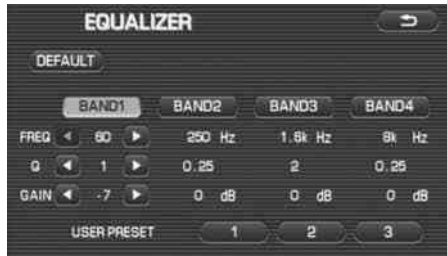 EQUALIZER
DEFAULT
BAND1 BAND2 BAND3 BAND4
FREQ 60 250 Hz 1.6k Hz 8k Hz
Q 1 0.25 2 0.25
GAIN -7 0 dB 0 dB 0 dB
USER PRESET 1 2 3